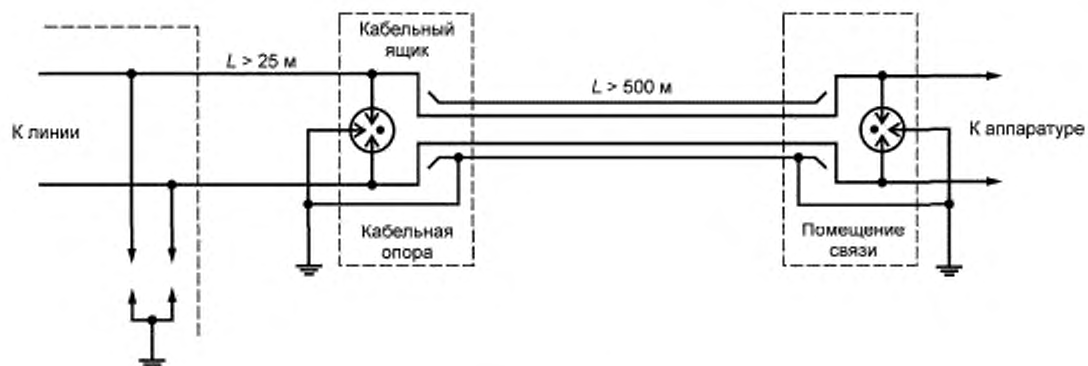 Кабельный
ящик
L > 25 м
L > 500 м
К линии
К аппаратуре
Кабельная
опора
Помещение
связи